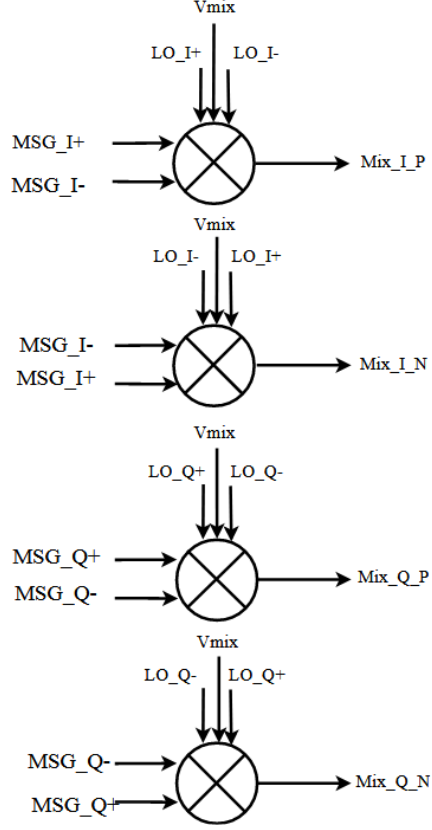 Vmix
LO_I+ LO_I-
MSG_I+
Mix_I_P
MSG_I-
Vmix
LO_I- LO_I+
MSG_I-
Mix_I_N
MSG_I+
Vmix
LO_Q+ LO_Q-
MSG_Q+
Mix_Q_P
MSG_Q-
Vmix
LO_Q- LO_Q+
MSG_Q-
Mix_Q_N
MSG_Q+